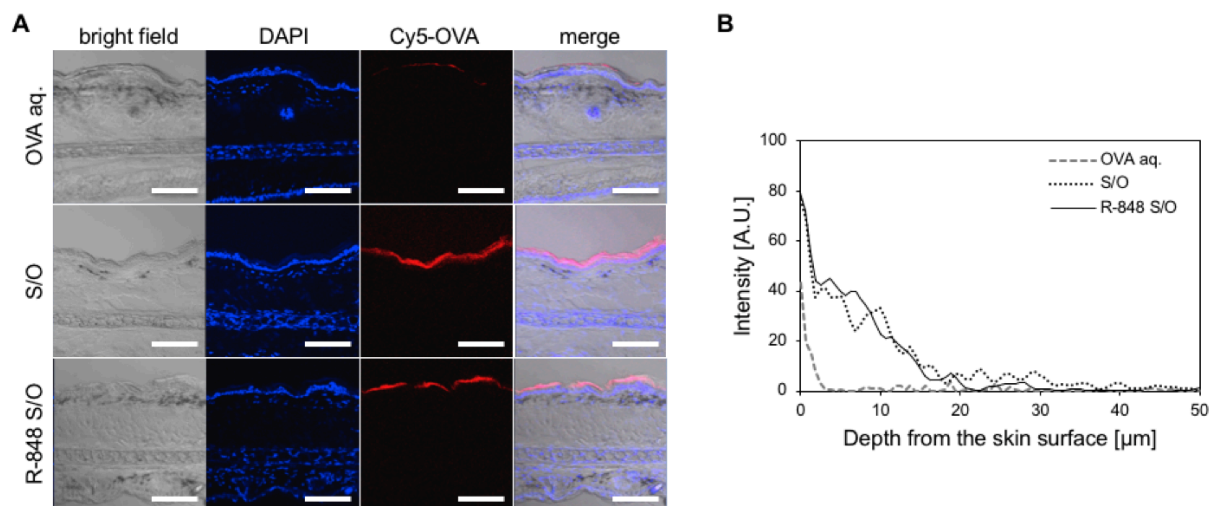 A
bright field DAPI Cy5-OVA merge
OVA aq.
S/O
R-848 S/O
B
100
80
60
40
20
0
Intensity [A.U.]
OVA aq.
S/O
R-848 S/O
0 10 20 30 40 50
Depth from the skin surface [μm]